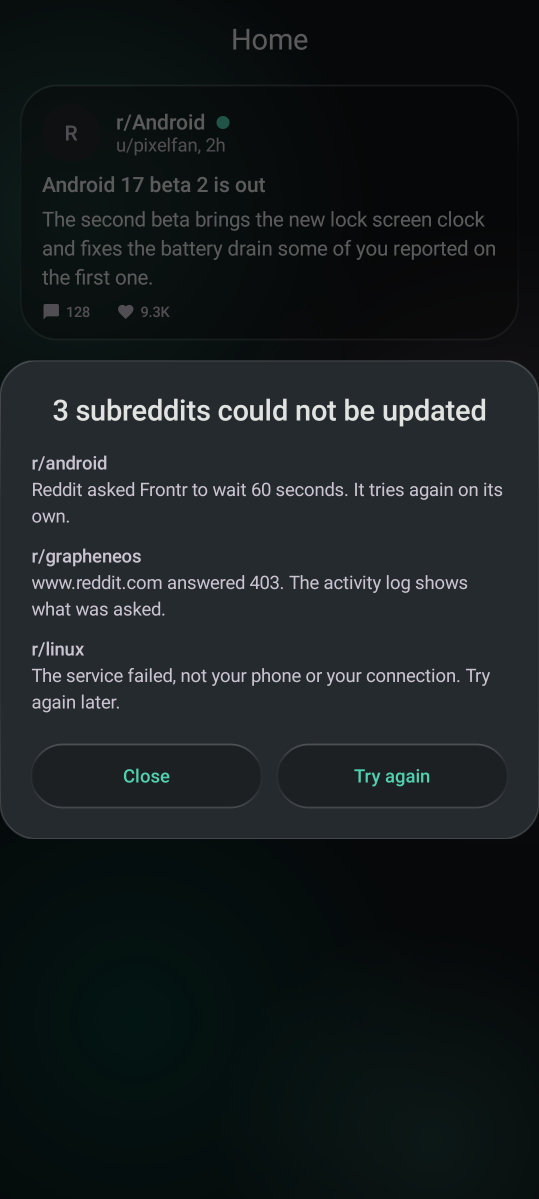 Home
R
r/Android
u/pixelfan, 2h
Android 17 beta 2 is out
The second beta brings the new lock screen clock
and fixes the battery drain some of you reported on
the first one.
128 9.3K
3 subreddits could not be updated
r/android
Reddit asked Frontr to wait 60 seconds. It tries again on its
own.
r/grapheneos
www.reddit.com answered 403. The activity log shows
what was asked.
r/linux
The service failed, not your phone or your connection. Try
again later.
Close Try again